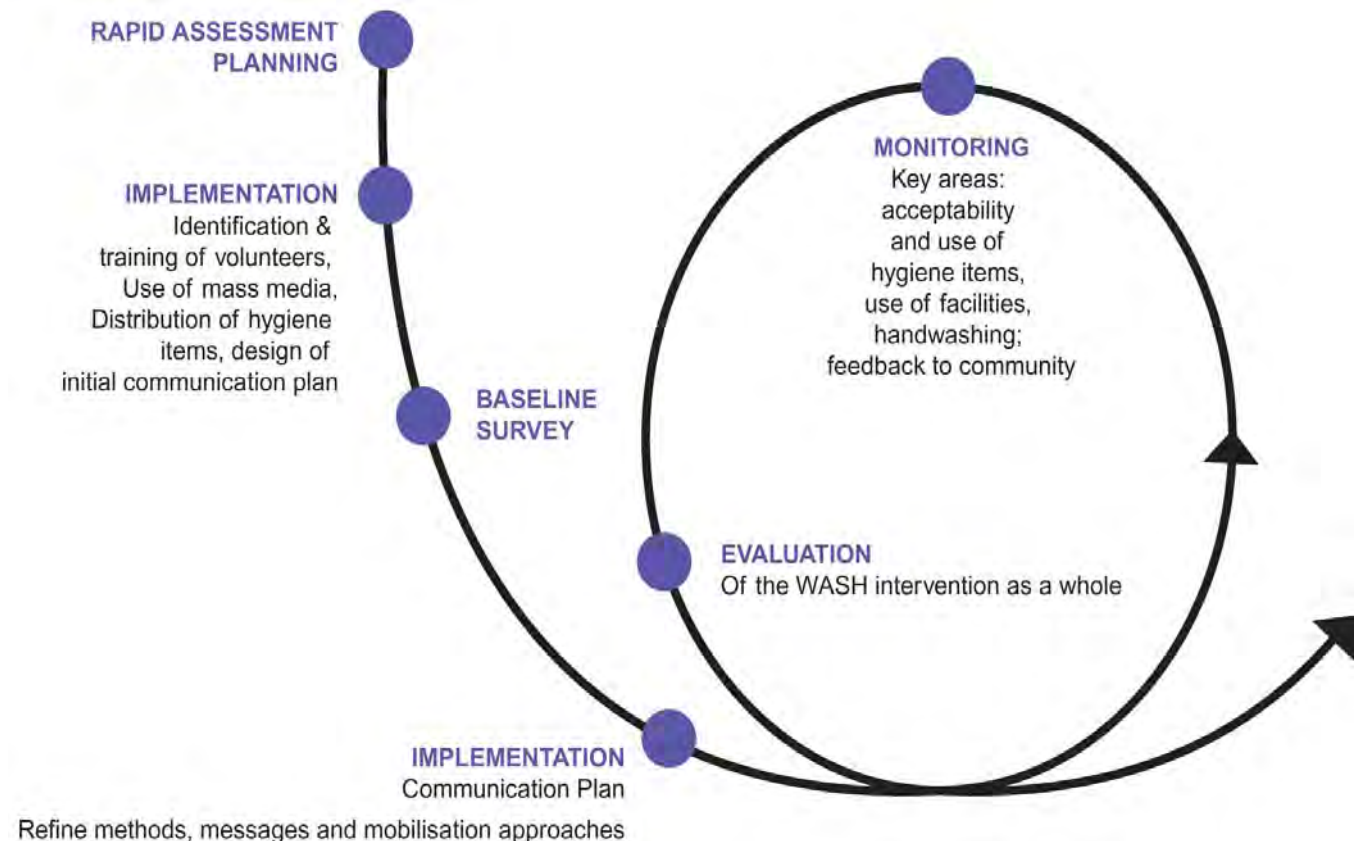 RAPID ASSESSMENT
PLANNING
IMPLEMENTATION
Identification &
training of volunteers,
Use of mass media,
Distribution of hygiene
items, design of
initial communication plan
BASELINE
SURVEY
MONITORING
Key areas:
acceptability
and use of
hygiene items,
use of facilities,
handwashing;
feedback to community
EVALUATION
Of the WASH intervention as a whole
IMPLEMENTATION
Communication Plan
Refine methods, messages and mobilisation approaches